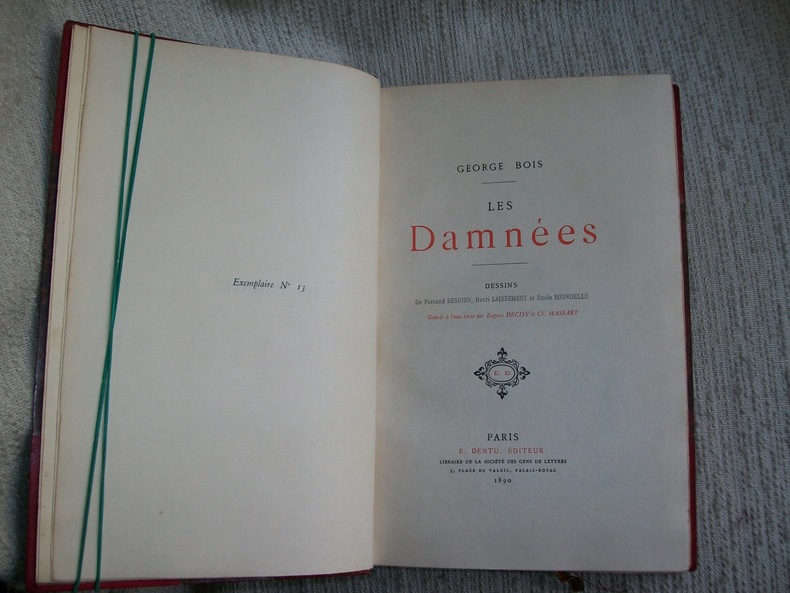 Exemplaire N° 13
GEORGE BOIS
LES
Damnées
DESSINS
De Fernand BESNIER, Henri LAISSEMENT et Émile BOURDELLE
Gravés à l'eau forte par Eugène DECISY et Ch. MASSART
E D
PARIS
E. DENTU, ÉDITEUR
LIBRAIRE DE LA SOCIÉTÉ DES GENS DE LETTRES
3, PLACE DE VALOIS, PALAIS-ROYAL
1890